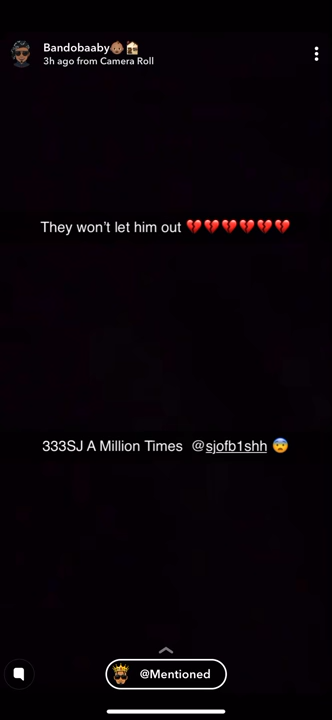 Bandobaaby👶🏽🏚️
3h ago from Camera Roll
They won't let him out 💔💔💔💔💔💔
333SJ A Million Times @sjofb1shh 😨
@Mentioned